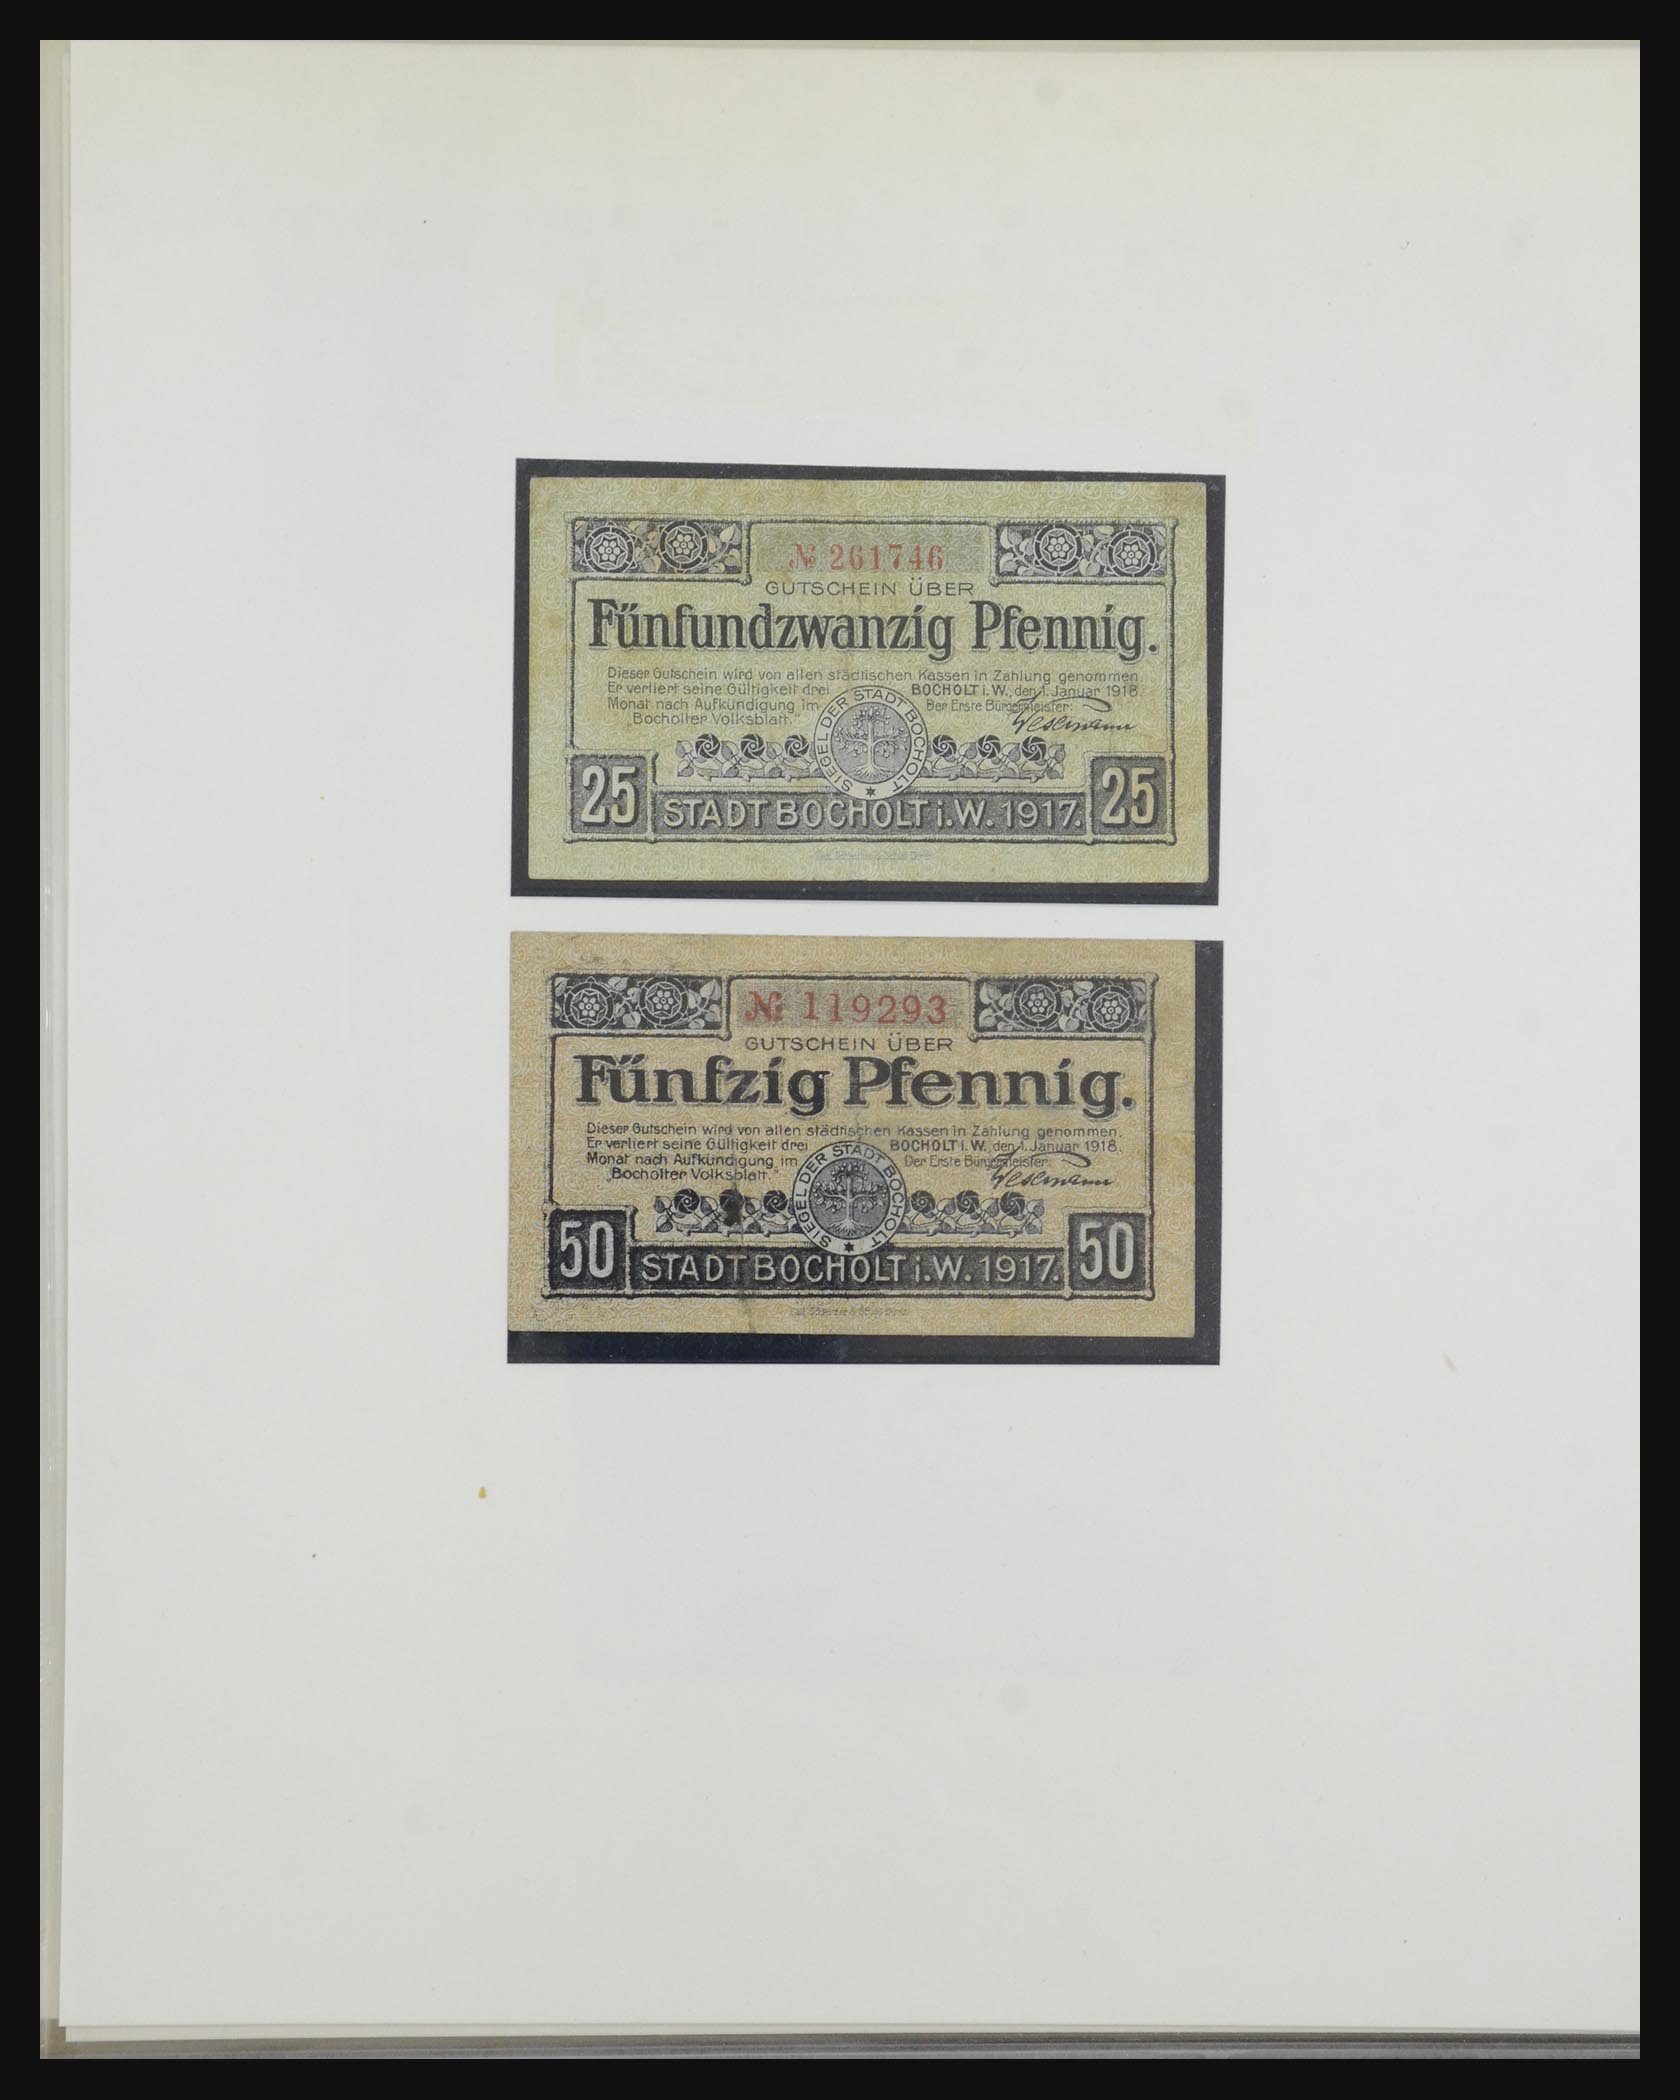 № 261746
GUTSCHEIN ÜBER
Fünfundzwanzig Pfennig.
Dieser Gutschein wird von allen städtischen Kassen in Zahlung genommen
Er verliert seine Gültigkeit drei BOCHOLT i. W., den 1. Januar 1918
Monat nach Aufkündigung im Der Erste Bürgermeister:
„Bocholter Volksblatt."
SIEGEL DER STADT BOCHOLT
25 STADT BOCHOLT i. W. 1917. 25
№ 119293
GUTSCHEIN ÜBER
Fünfzig Pfennig.
Dieser Gutschein wird von allen städtischen Kassen in Zahlung genommen.
Er verliert seine Gültigkeit drei BOCHOLT i. W., den 1. Januar 1918.
Monat nach Aufkündigung im Der Erste Bürgermeister:
„Bocholter Volksblatt."
SIEGEL DER STADT BOCHOLT
50 STADT BOCHOLT i. W. 1917. 50